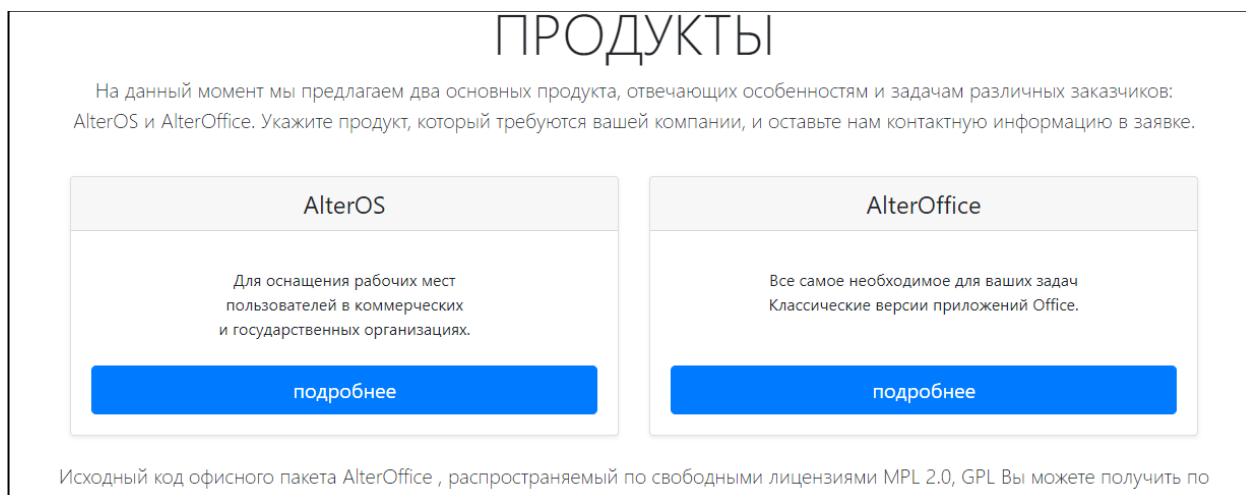 ПРОДУКТЫ
На данный момент мы предлагаем два основных продукта, отвечающих особенностям и задачам различных заказчиков:
AlterOS и AlterOffice. Укажите продукт, который требуются вашей компании, и оставьте нам контактную информацию в заявке.
AlterOS
Для оснащения рабочих мест
пользователей в коммерческих
и государственных организациях.
подробнее
AlterOffice
Все самое необходимое для ваших задач
Классические версии приложений Office.
подробнее
Исходный код офисного пакета AlterOffice , распространяемый по свободными лицензиями MPL 2.0, GPL Вы можете получить по